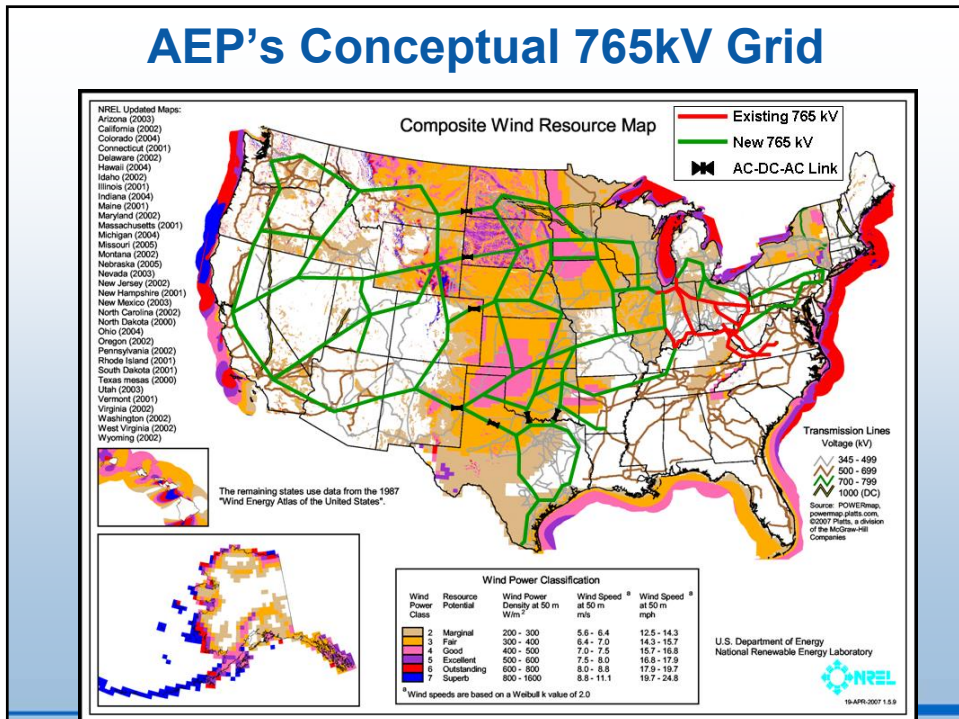 AEP's Conceptual 765kV Grid
NREL Updated Maps:
Arizona (2003)
California (2002)
Colorado (2004)
Connecticut (2001)
Delaware (2002)
Hawaii (2004)
Idaho (2002)
Illinois (2001)
Indiana (2004)
Maine (2001)
Maryland (2002)
Massachusetts (2001)
Michigan (2004)
Missouri (2005)
Montana (2002)
Nebraska (2005)
Nevada (2003)
New Jersey (2002)
New Hampshire (2001)
New Mexico (2003)
North Carolina (2002)
North Dakota (2000)
Ohio (2004)
Oregon (2002)
Pennsylvania (2002)
Rhode Island (2001)
South Dakota (2001)
Texas mesas (2000)
Utah (2003)
Vermont (2001)
Virginia (2002)
Washington (2002)
West Virginia (2002)
Wyoming (2002)
Composite Wind Resource Map
Existing 765 kV
New 765 kV
AC-DC-AC Link
Transmission Lines
Voltage (kV)
345 - 499
500 - 699
700 - 799
1000 (DC)
Source: POWERmap,
powermap.platts.com,
©2007 Platts, a division
of the McGraw-Hill
Companies
The remaining states use data from the 1987
"Wind Energy Atlas of the United States".
Wind Power Classification
Wind Power Class Resource Potential Wind Power Density at 50 m W/m² Wind Speed ª at 50 m m/s Wind Speed ª at 50 m mph
2 Marginal 200 - 300 5.6 - 6.4 12.5 - 14.3
3 Fair 300 - 400 6.4 - 7.0 14.3 - 15.7
4 Good 400 - 500 7.0 - 7.5 15.7 - 16.8
5 Excellent 500 - 600 7.5 - 8.0 16.8 - 17.9
6 Outstanding 600 - 800 8.0 - 8.8 17.9 - 19.7
7 Superb 800 - 1600 8.8 - 11.1 19.7 - 24.8
ª Wind speeds are based on a Weibull k value of 2.0
U.S. Department of Energy
National Renewable Energy Laboratory
NREL
19-APR-2007 1.5.9